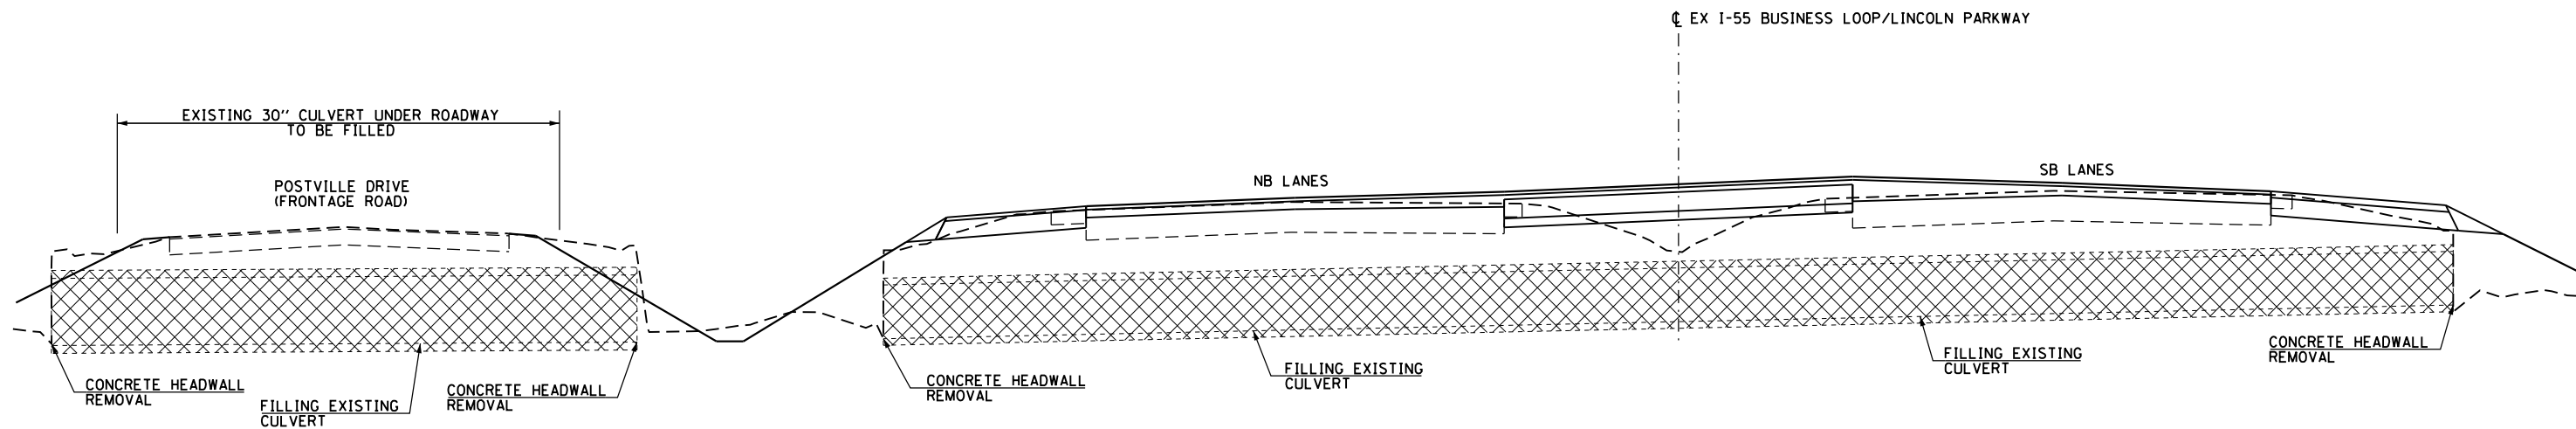 ℄ EX I-55 BUSINESS LOOP/LINCOLN PARKWAY
EXISTING 30'' CULVERT UNDER ROADWAY
TO BE FILLED
POSTVILLE DRIVE
(FRONTAGE ROAD)
NB LANES
SB LANES
CONCRETE HEADWALL
REMOVAL
FILLING EXISTING
CULVERT
CONCRETE HEADWALL
REMOVAL
CONCRETE HEADWALL
REMOVAL
FILLING EXISTING
CULVERT
FILLING EXISTING
CULVERT
CONCRETE HEADWALL
REMOVAL